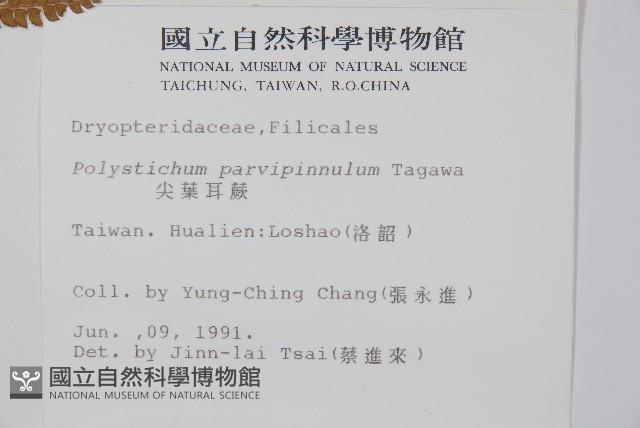 國立自然科學博物館
NATIONAL MUSEUM OF NATURAL SCIENCE
TAICHUNG, TAIWAN, R.O.CHINA
Dryopteridaceae,Filicales
Polystichum parvipinnulum Tagawa
尖葉耳蕨
Taiwan. Hualien:Loshao(洛韶)
Coll. by Yung-Ching Chang(張永進)
Jun. ,09, 1991.
Det. by Jinn-lai Tsai(蔡進來)
國立自然科學博物館
NATIONAL MUSEUM OF NATURAL SCIENCE